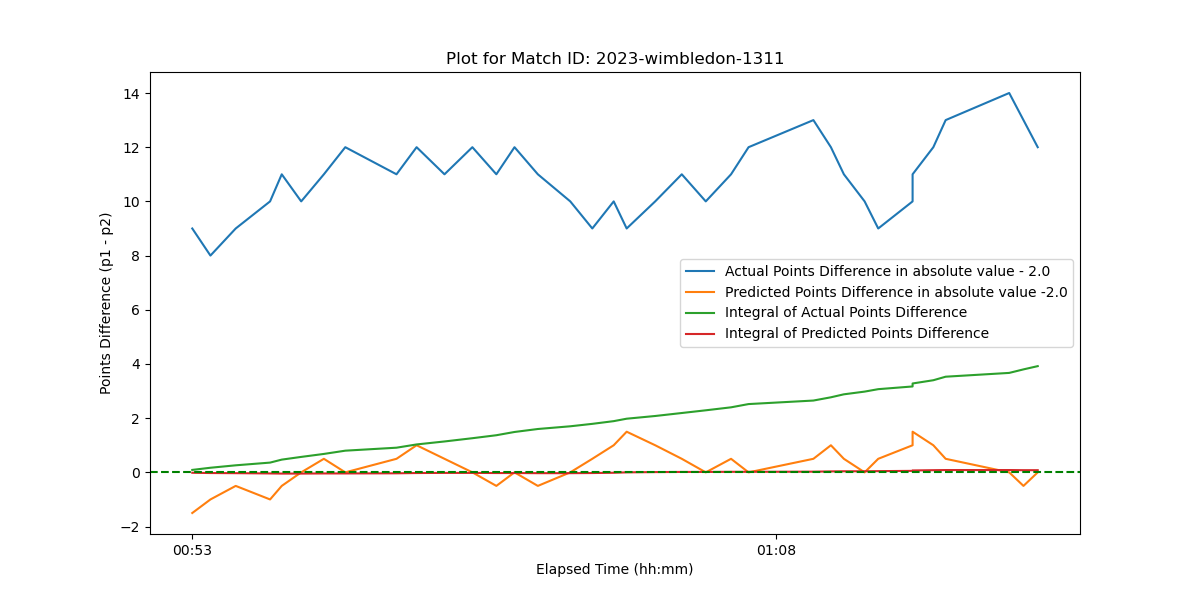 Plot for Match ID: 2023-wimbledon-1311
Points Difference (p1 - p2)
14
12
10
8
6
4
2
0
−2
Actual Points Difference in absolute value - 2.0
Predicted Points Difference in absolute value -2.0
Integral of Actual Points Difference
Integral of Predicted Points Difference
00:53
01:08
Elapsed Time (hh:mm)